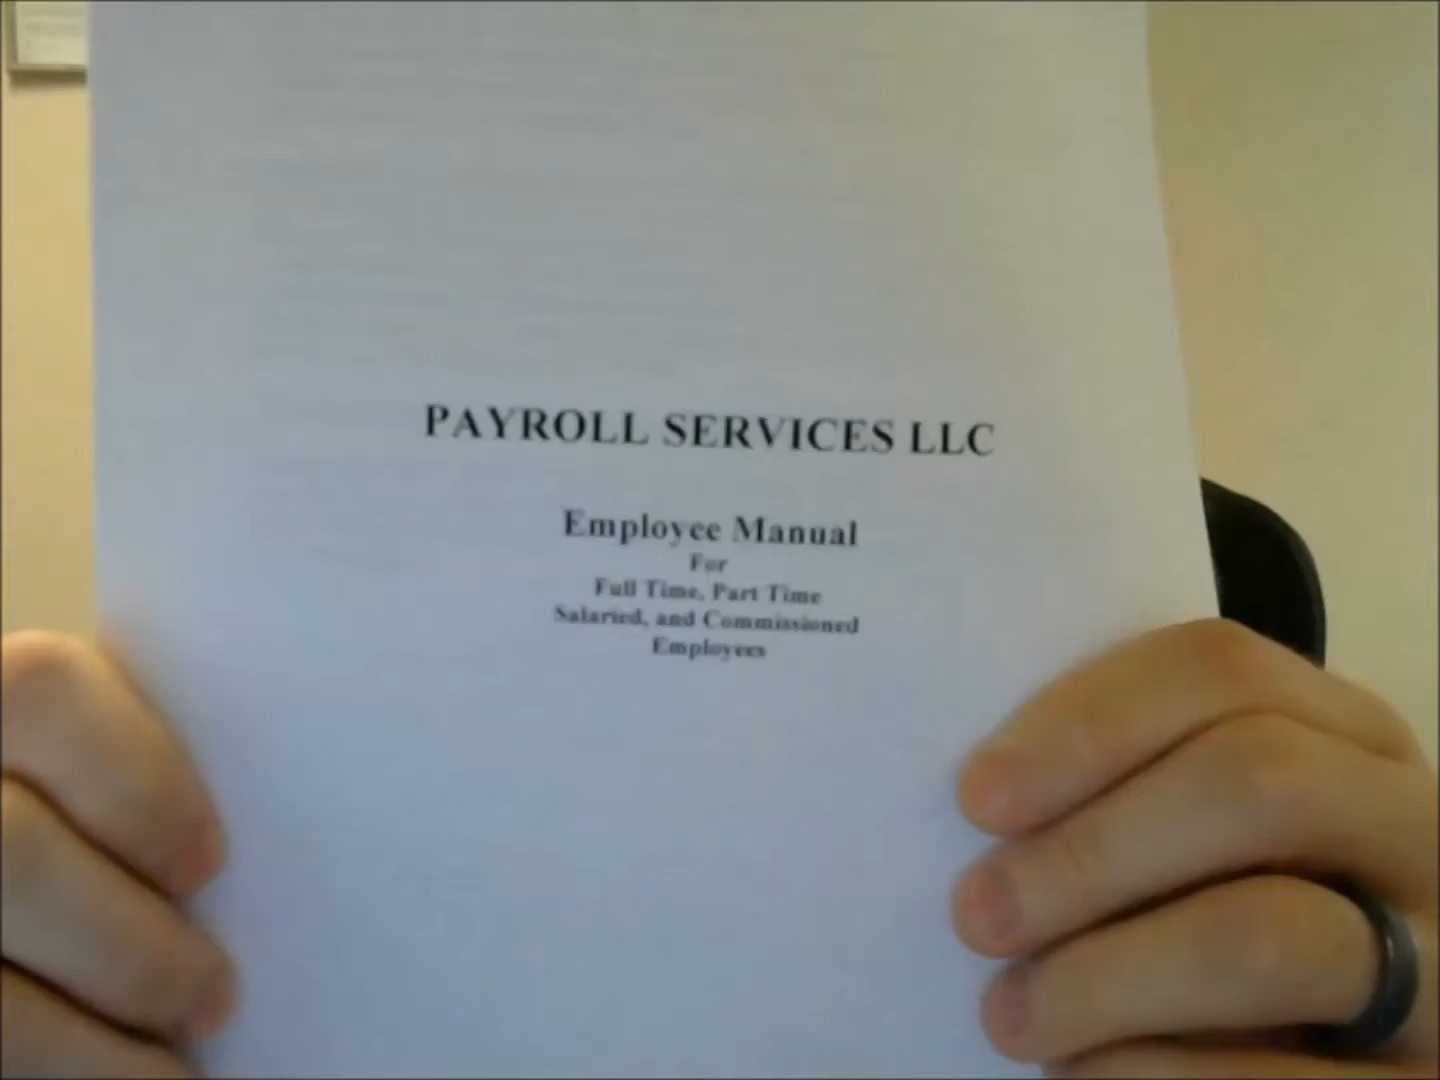 PAYROLL SERVICES LLC
Employee Manual
For
Full Time, Part Time
Salaried, and Commissioned
Employees